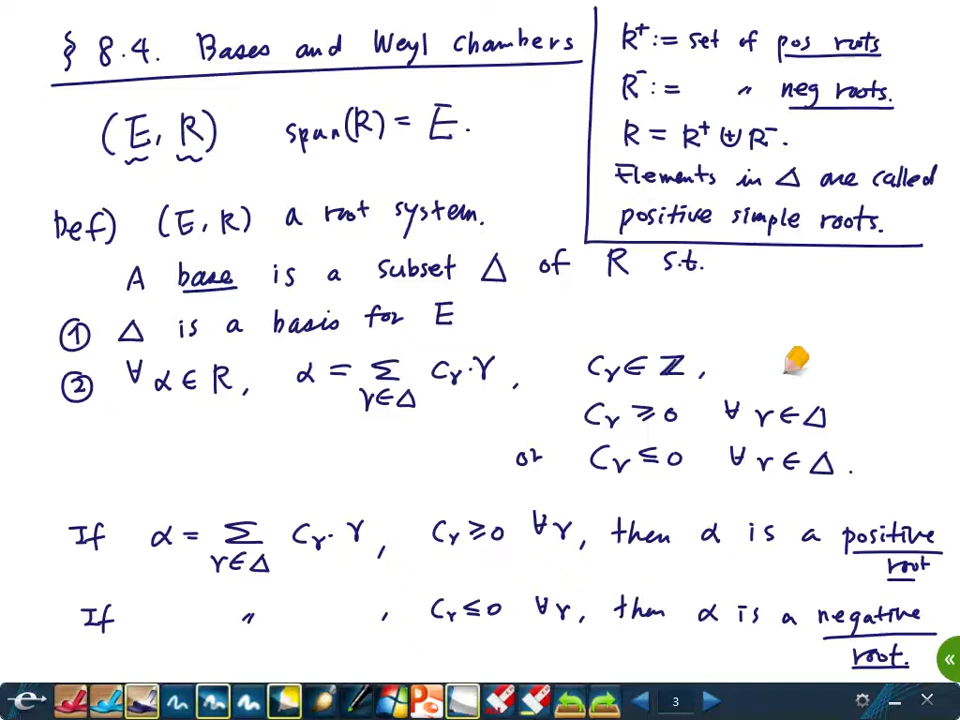 § 8.4. Bases and Weyl Chambers
(E, R) span(R) = E.
Def) (E, R) a root system.
A base is a subset Δ of R s.t.
① Δ is a basis for E
② ∀ α ∈ R, α = Σ_{γ∈Δ} C_γ · γ, C_γ ∈ ℤ,
C_γ ≥ 0 ∀ γ ∈ Δ
or C_γ ≤ 0 ∀ γ ∈ Δ.
If α = Σ_{γ∈Δ} C_γ · γ, C_γ ≥ 0 ∀γ, then α is a positive
root
If 〃 , C_γ ≤ 0 ∀γ, then α is a negative
root.
R⁺ := set of pos roots
R⁻ := 〃 neg roots.
R = R⁺ ⊎ R⁻.
Elements in Δ are called
positive simple roots.
3